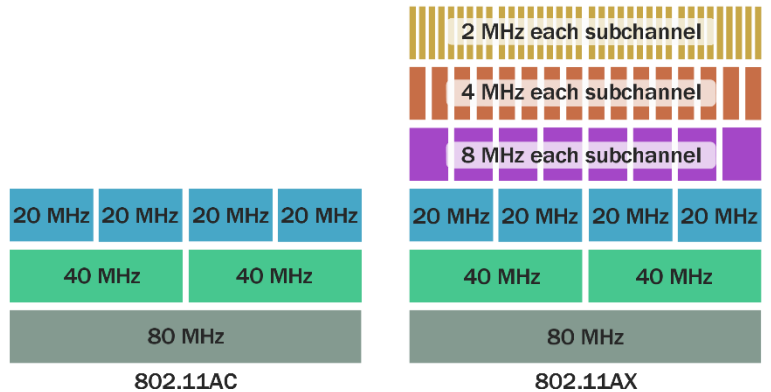 2 MHz each subchannel
4 MHz each subchannel
8 MHz each subchannel
20 MHz 20 MHz 20 MHz 20 MHz
40 MHz 40 MHz
80 MHz
802.11AC
20 MHz 20 MHz 20 MHz 20 MHz
40 MHz 40 MHz
80 MHz
802.11AX